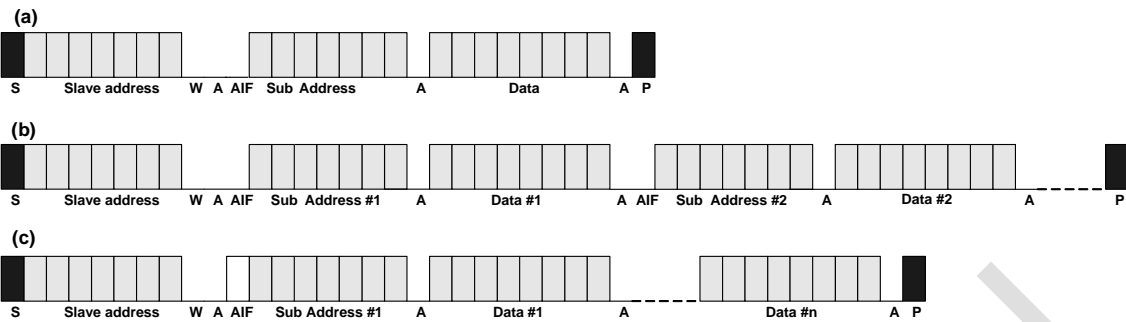 (a)
S Slave address W A AIF Sub Address A Data A P
(b)
S Slave address W A AIF Sub Address #1 A Data #1 A AIF Sub Address #2 A Data #2 A P
(c)
S Slave address W A AIF Sub Address #1 A Data #1 A Data #n A P